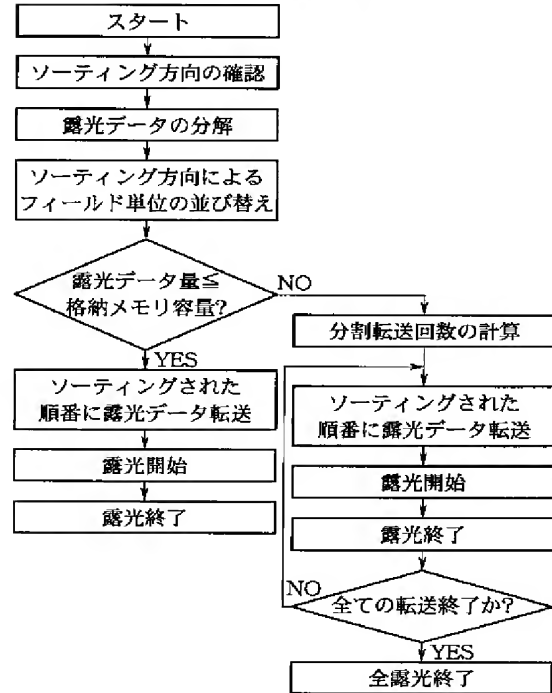 スタート
ソーティング方向の確認
露光データの分解
ソーティング方向による
フィールド単位の並び替え
露光データ量≦
格納メモリ容量?
NO
YES
ソーティングされた
順番に露光データ転送
露光開始
露光終了
分割転送回数の計算
ソーティングされた
順番に露光データ転送
露光開始
露光終了
全ての転送終了か?
NO
YES
全露光終了